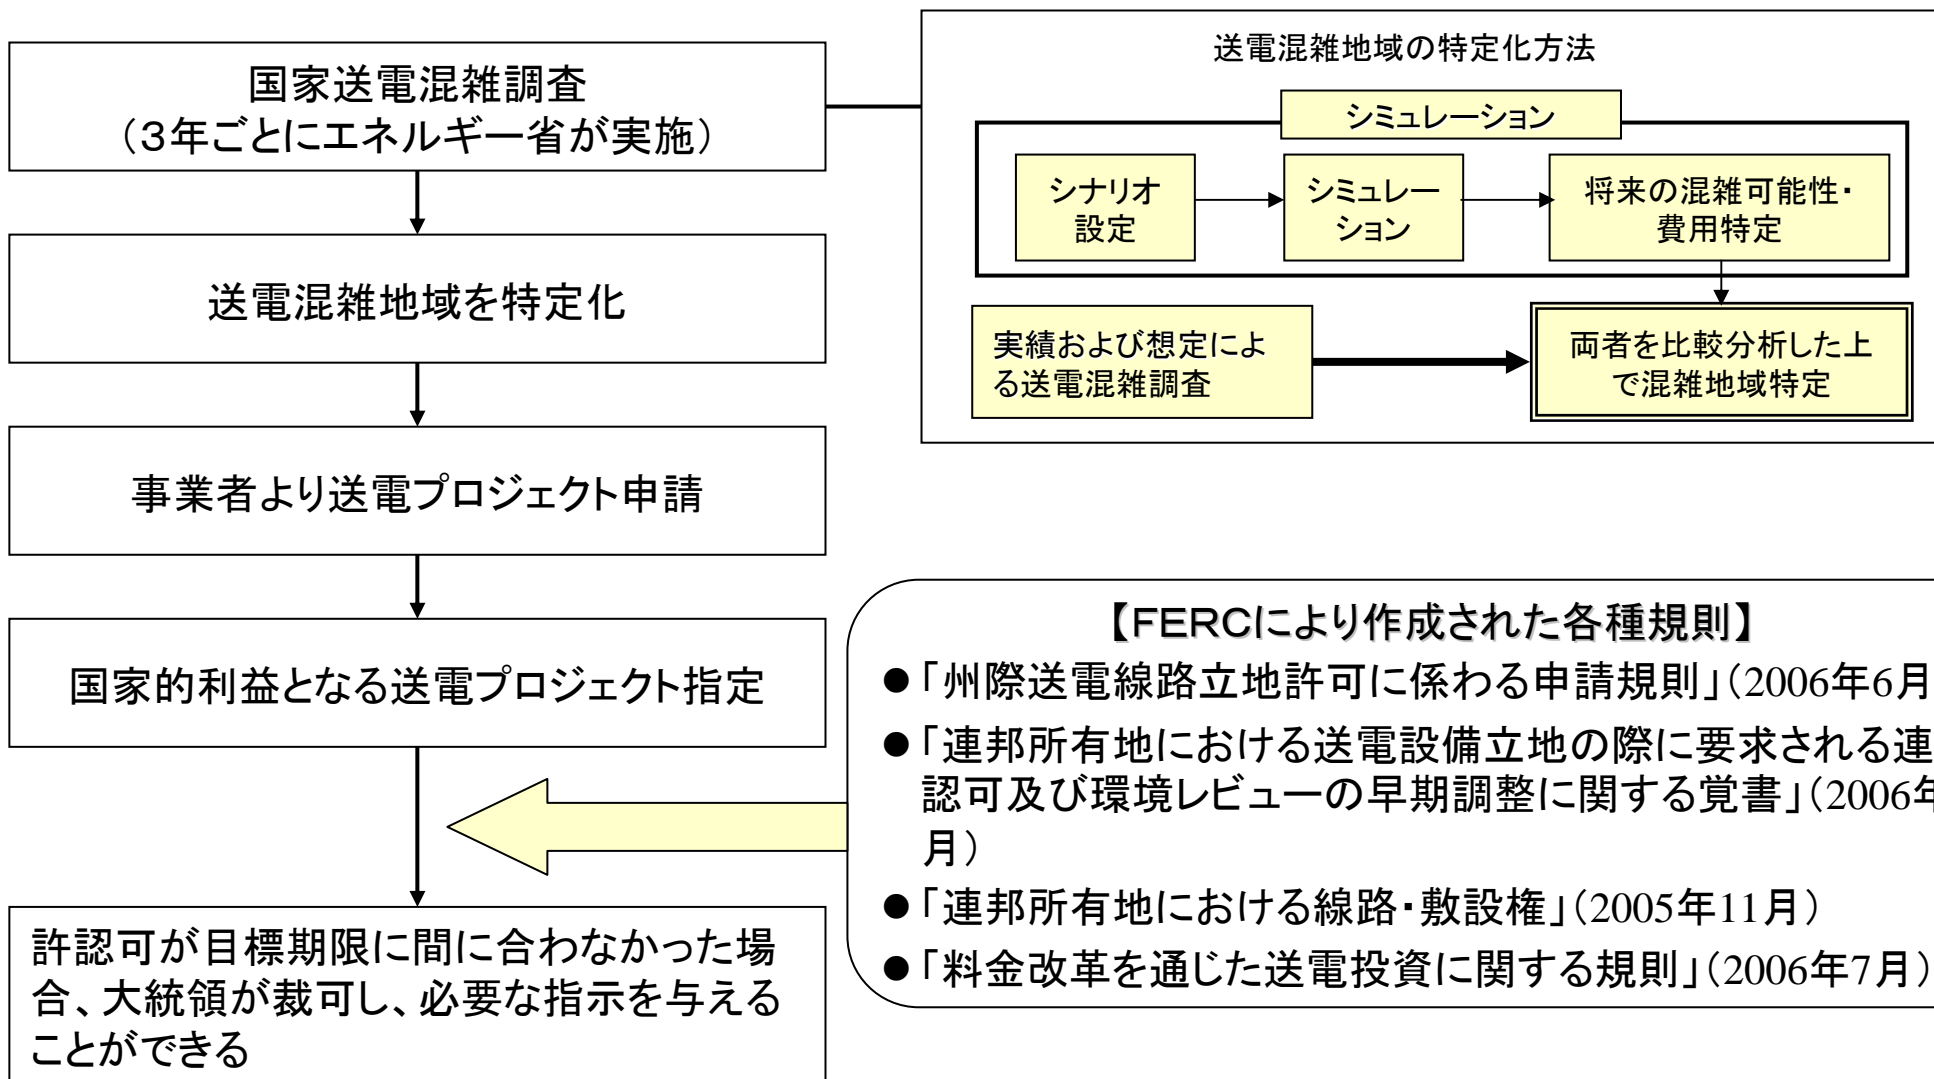 国家送電混雑調査
（３年ごとにエネルギー省が実施）
送電混雑地域を特定化
事業者より送電プロジェクト申請
国家的利益となる送電プロジェクト指定
許認可が目標期限に間に合わなかった場
合、大統領が裁可し、必要な指示を与える
ことができる
送電混雑地域の特定化方法
シミュレーション
シナリオ
設定
シミュレー
ション
将来の混雑可能性・
費用特定
実績および想定によ
る送電混雑調査
両者を比較分析した上
で混雑地域特定
【FERCにより作成された各種規則】
●「州際送電線路立地許可に係わる申請規則」（2006年6月
●「連邦所有地における送電設備立地の際に要求される連
認可及び環境レビューの早期調整に関する覚書」（2006年
月）
●「連邦所有地における線路・敷設権」（2005年11月）
●「料金改革を通じた送電投資に関する規則」（2006年7月）